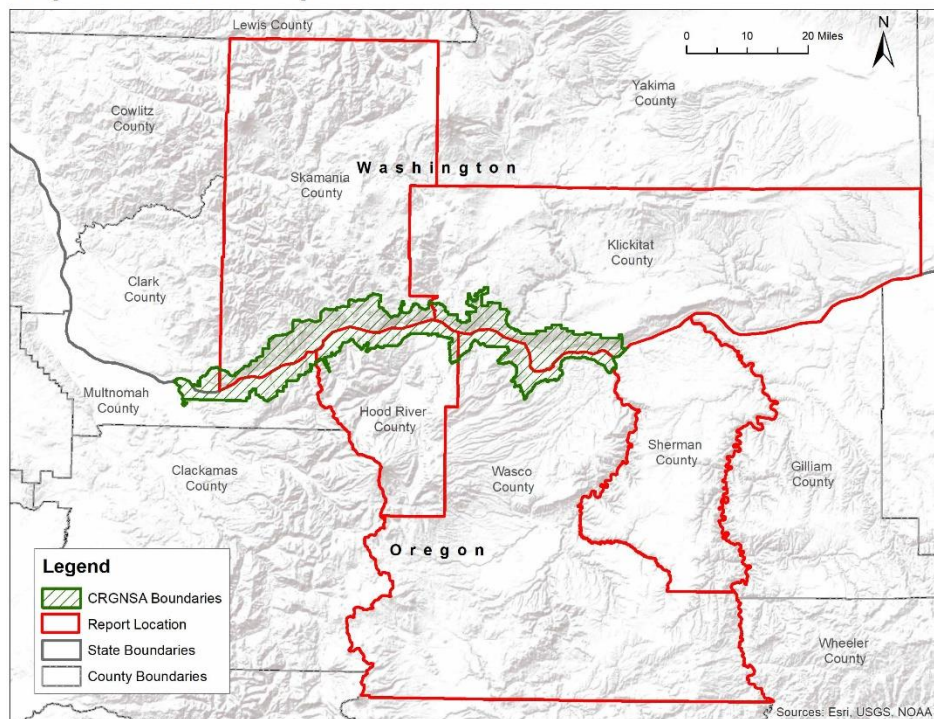 Lewis County
N
0 10 20 Miles
Yakima
County
Cowlitz
County
Washington
Skamania
County
Klickitat
County
Clark
County
Multnomah
County
Hood River
County
Sherman
County
Clackamas
County
Wasco
County
Gilliam
County
Oregon
Legend
CRGNSA Boundaries
Report Location
State Boundaries
County Boundaries
Wheeler
County
Sources: Esri, USGS, NOAA